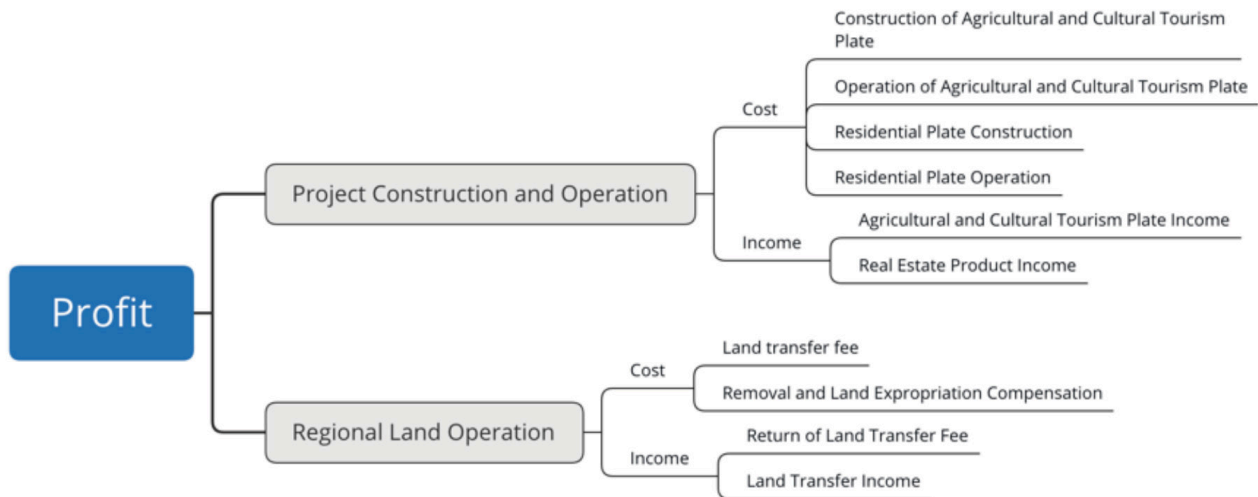 Profit
Project Construction and Operation
Cost
Construction of Agricultural and Cultural Tourism
Plate
Operation of Agricultural and Cultural Tourism Plate
Residential Plate Construction
Residential Plate Operation
Income
Agricultural and Cultural Tourism Plate Income
Real Estate Product Income
Regional Land Operation
Cost
Land transfer fee
Removal and Land Expropriation Compensation
Income
Return of Land Transfer Fee
Land Transfer Income